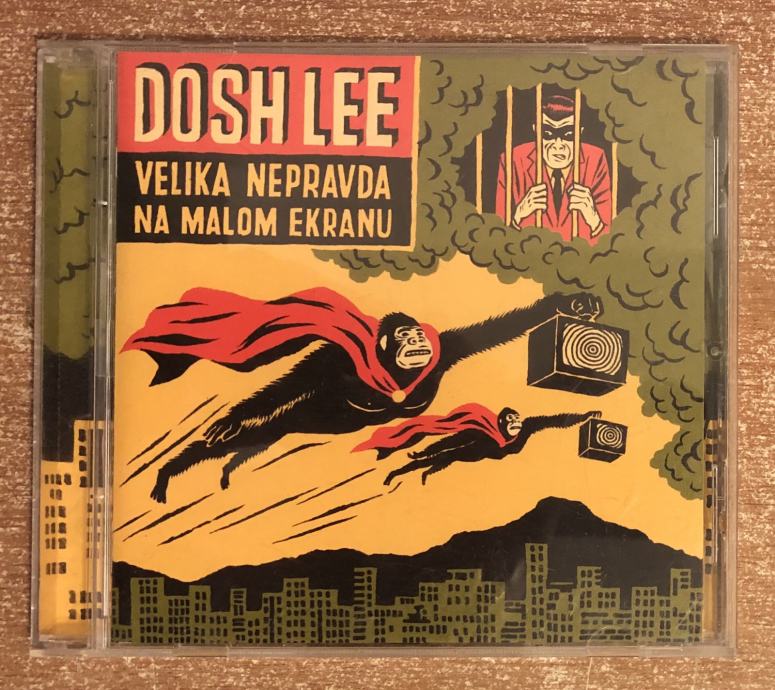 DOSH LEE
VELIKA NEPRAVDA
NA MALOM EKRANU